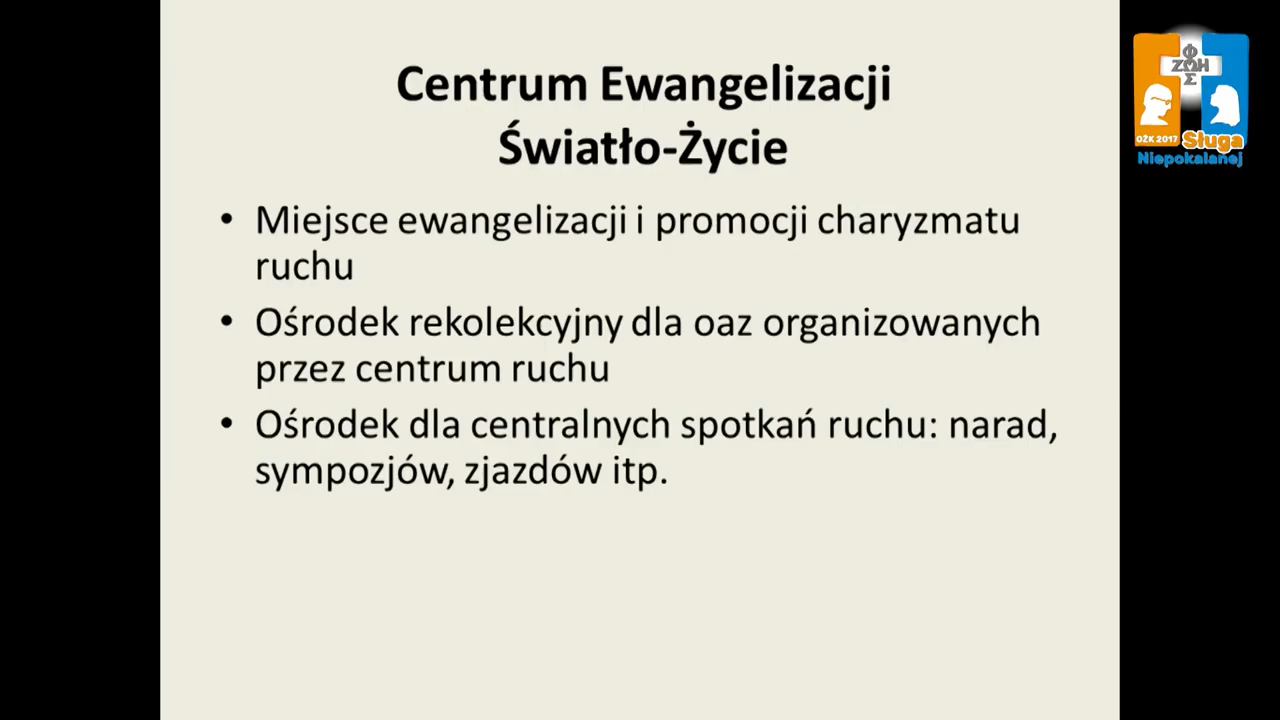 Centrum Ewangelizacji
Światło-Życie
• Miejsce ewangelizacji i promocji charyzmatu
ruchu
• Ośrodek rekolekcyjny dla oaz organizowanych
przez centrum ruchu
• Ośrodek dla centralnych spotkań ruchu: narad,
sympozjów, zjazdów itp.
Φ
ΖΩΗ
Σ
OŻK 2017 Sługa
Niepokalanej